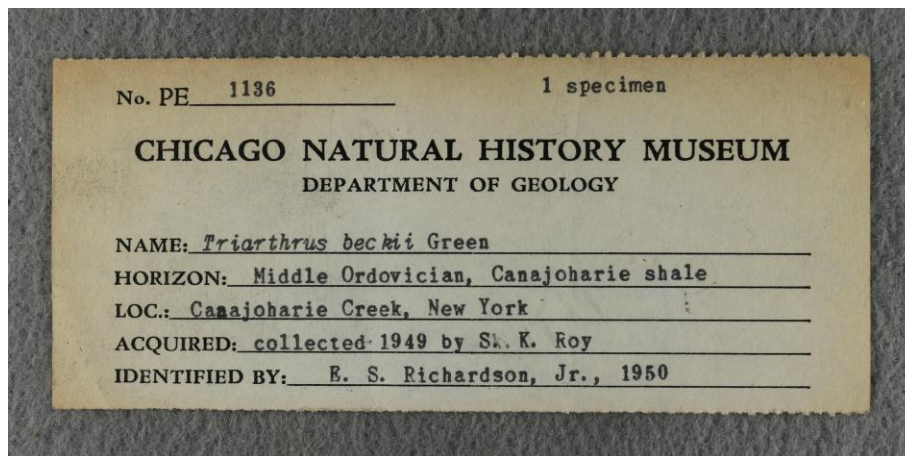 No. PE 1136 1 specimen
CHICAGO NATURAL HISTORY MUSEUM
DEPARTMENT OF GEOLOGY
NAME: Triarthrus beckii Green
HORIZON: Middle Ordovician, Canajoharie shale
LOC.: Canajoharie Creek, New York
ACQUIRED: collected 1949 by S. K. Roy
IDENTIFIED BY: E. S. Richardson, Jr., 1950